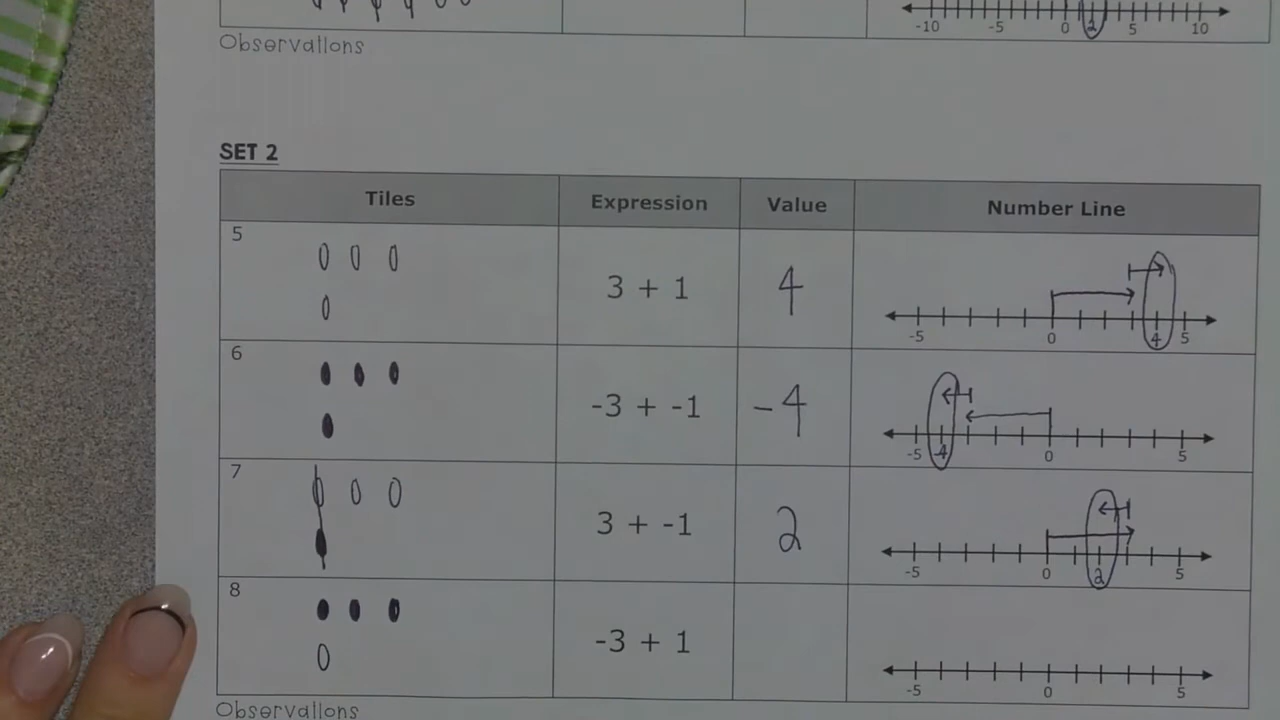 -10 -5 0 2 5 10
Observations
SET 2
Tiles Expression Value Number Line
5 3 + 1 4
-5 0 4 5
6 -3 + -1 -4
-5 -4 0 5
7 3 + -1 2
-5 0 2 5
8 -3 + 1
-5 0 5
Observations